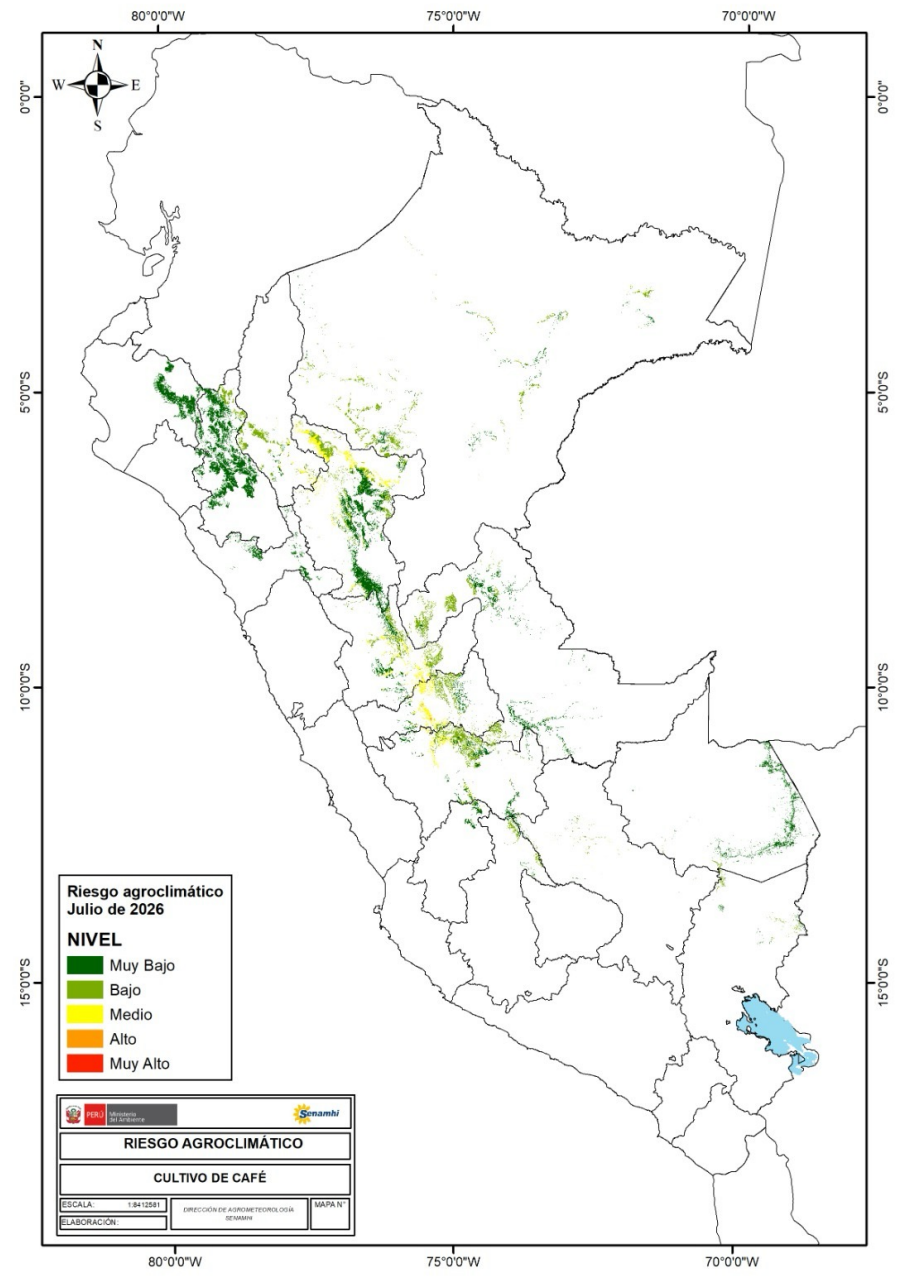 80°0'0"W
75°0'0"W
70°0'0"W
N
W
E
S
0°0'0"
0°0'0"
5°0'0"S
5°0'0"S
10°0'0"S
10°0'0"S
15°0'0"S
15°0'0"S
Riesgo agroclimático
Julio de 2026
NIVEL
Muy Bajo
Bajo
Medio
Alto
Muy Alto
PERÚ
Ministerio
del Ambiente
Senamhi
RIESGO AGROCLIMÁTICO
CULTIVO DE CAFÉ
ESCALA: 1:8412581
ELABORACIÓN:
DIRECCIÓN DE AGROMETEOROLOGÍA
SENAMHI
MAPA N°
80°0'0"W
75°0'0"W
70°0'0"W